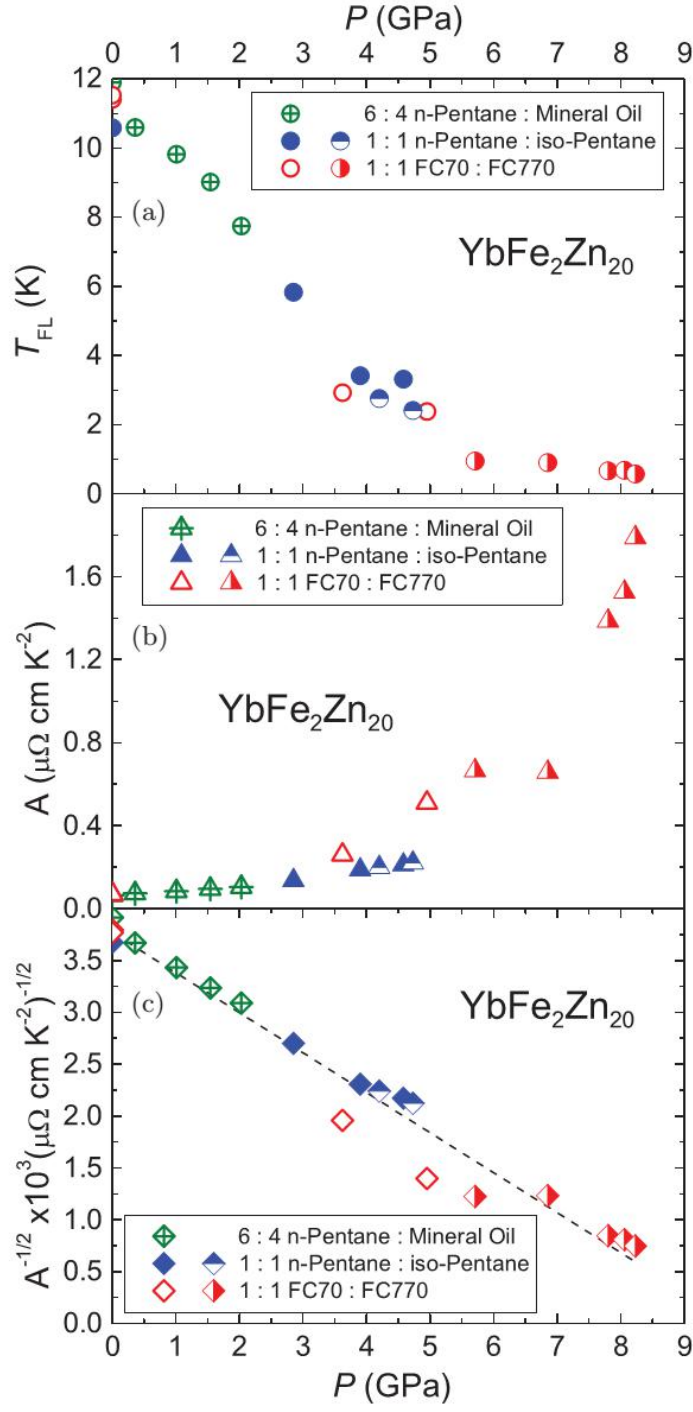 P (GPa)
0 1 2 3 4 5 6 7 8 9
12
10
8
6
4
2
0
T_FL (K)
6 : 4 n-Pentane : Mineral Oil
1 : 1 n-Pentane : iso-Pentane
1 : 1 FC70 : FC770
(a)
YbFe₂Zn₂₀
1.6
1.2
0.8
0.4
0.0
A (μΩ cm K⁻²)
6 : 4 n-Pentane : Mineral Oil
1 : 1 n-Pentane : iso-Pentane
1 : 1 FC70 : FC770
(b)
YbFe₂Zn₂₀
3.5
3.0
2.5
2.0
1.5
1.0
0.5
0.0
A⁻¹/² x10³(μΩ cm K⁻²)⁻¹/²
(c)
YbFe₂Zn₂₀
6 : 4 n-Pentane : Mineral Oil
1 : 1 n-Pentane : iso-Pentane
1 : 1 FC70 : FC770
0 1 2 3 4 5 6 7 8 9
P (GPa)